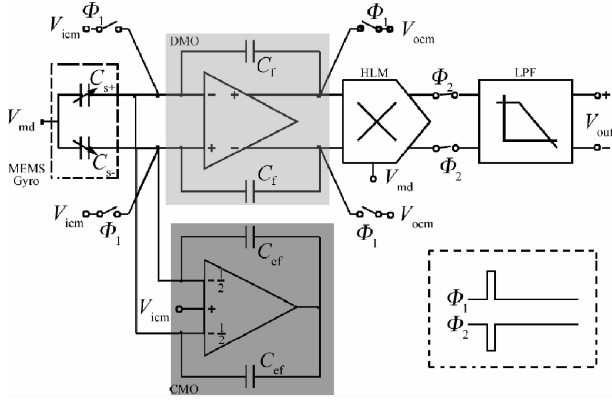 Φ1
Vicm
DMO
Cf
Φ1
Vocm
Cs+
Vmd
MEMS
Gyro
Cs-
− +
+ −
HLM
Φ2
LPF
+
Vout
−
Cf
Vmd
Φ2
Vicm
Φ1
Φ1
Vocm
Cef
−1/2
Vicm
+
−1/2
Cef
CMO
Φ1
Φ2